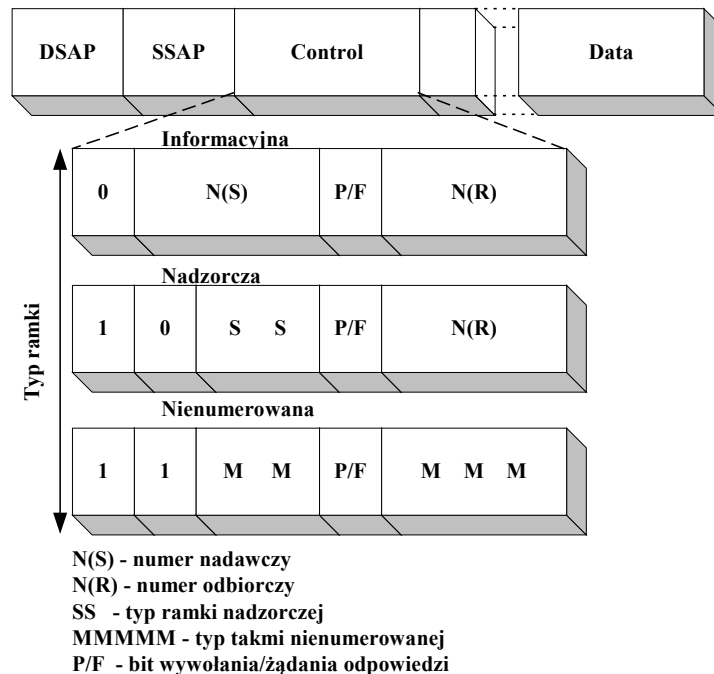 DSAP SSAP Control Data
Informacyjna
0 N(S) P/F N(R)
Nadzorcza
1 0 S S P/F N(R)
Typ ramki
Nienumerowana
1 1 M M P/F M M M
N(S) - numer nadawczy
N(R) - numer odbiorczy
SS - typ ramki nadzorczej
MMMMM - typ takmi nienumerowanej
P/F - bit wywołania/żądania odpowiedzi